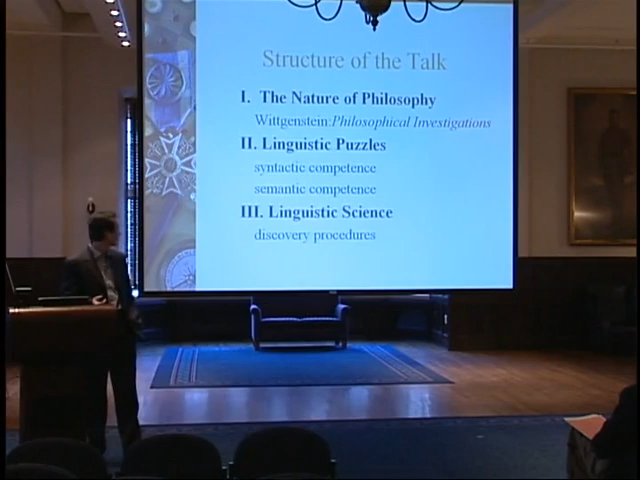 Structure of the Talk
I. The Nature of Philosophy
Wittgenstein:Philosophical Investigations
II. Linguistic Puzzles
syntactic competence
semantic competence
III. Linguistic Science
discovery procedures